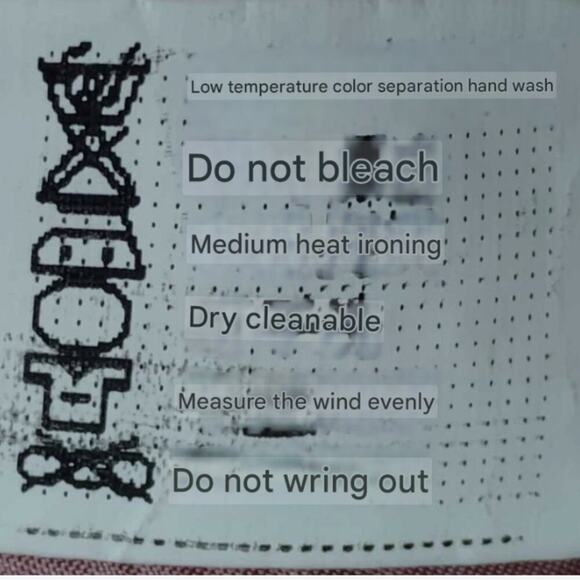 Low temperature color separation hand wash
Do not bleach
Medium heat ironing
Dry cleanable
Measure the wind evenly
Do not wring out